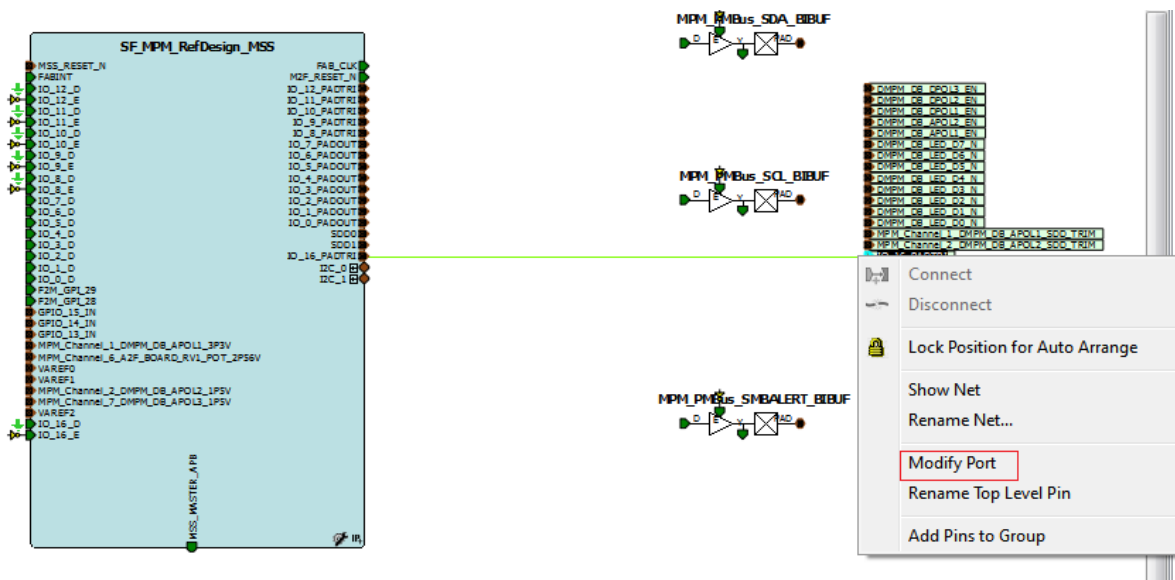 SF_MPM_RefDesign_MSS
MSS_RESET_N
FABINT
IO_12_D
IO_12_E
IO_11_D
IO_11_E
IO_10_D
IO_10_E
IO_9_D
IO_9_E
IO_8_D
IO_8_E
IO_7_D
IO_6_D
IO_5_D
IO_4_D
IO_3_D
IO_2_D
IO_1_D
IO_0_D
F2M_GPI_29
F2M_GPI_28
GPIO_15_IN
GPIO_14_IN
GPIO_13_IN
MPM_Channel_1_DMPM_DB_APOL1_3P3V
MPM_Channel_6_A2F_BOARD_RV1_POT_2P56V
VAREF0
VAREF1
MPM_Channel_2_DMPM_DB_APOL2_1P5V
MPM_Channel_7_DMPM_DB_APOL3_1P5V
VAREF2
IO_16_D
IO_16_E
FAB_CLK
M2F_RESET_N
IO_12_PADTRI
IO_11_PADTRI
IO_10_PADTRI
IO_9_PADTRI
IO_8_PADTRI
IO_7_PADOUT
IO_6_PADOUT
IO_5_PADOUT
IO_4_PADOUT
IO_3_PADOUT
IO_2_PADOUT
IO_1_PADOUT
IO_0_PADOUT
SDD0
SDD1
IO_16_PADTRI
I2C_0
I2C_1
MSS_MASTER_APB
IP
MPM_PMBus_SDA_BIBUF
D E Y PAD
MPM_PMBus_SCL_BIBUF
D E Y PAD
MPM_PMBus_SMBALERT_BIBUF
D E Y PAD
DMPM_DB_DPOL3_EN
DMPM_DB_DPOL2_EN
DMPM_DB_DPOL1_EN
DMPM_DB_APOL2_EN
DMPM_DB_APOL1_EN
DMPM_DB_LED_D7_N
DMPM_DB_LED_D6_N
DMPM_DB_LED_D5_N
DMPM_DB_LED_D4_N
DMPM_DB_LED_D3_N
DMPM_DB_LED_D2_N
DMPM_DB_LED_D1_N
DMPM_DB_LED_D0_N
MPM_Channel_1_DMPM_DB_APOL1_SDD_TRIM
MPM_Channel_2_DMPM_DB_APOL2_SDD_TRIM
Connect
Disconnect
Lock Position for Auto Arrange
Show Net
Rename Net...
Modify Port
Rename Top Level Pin
Add Pins to Group